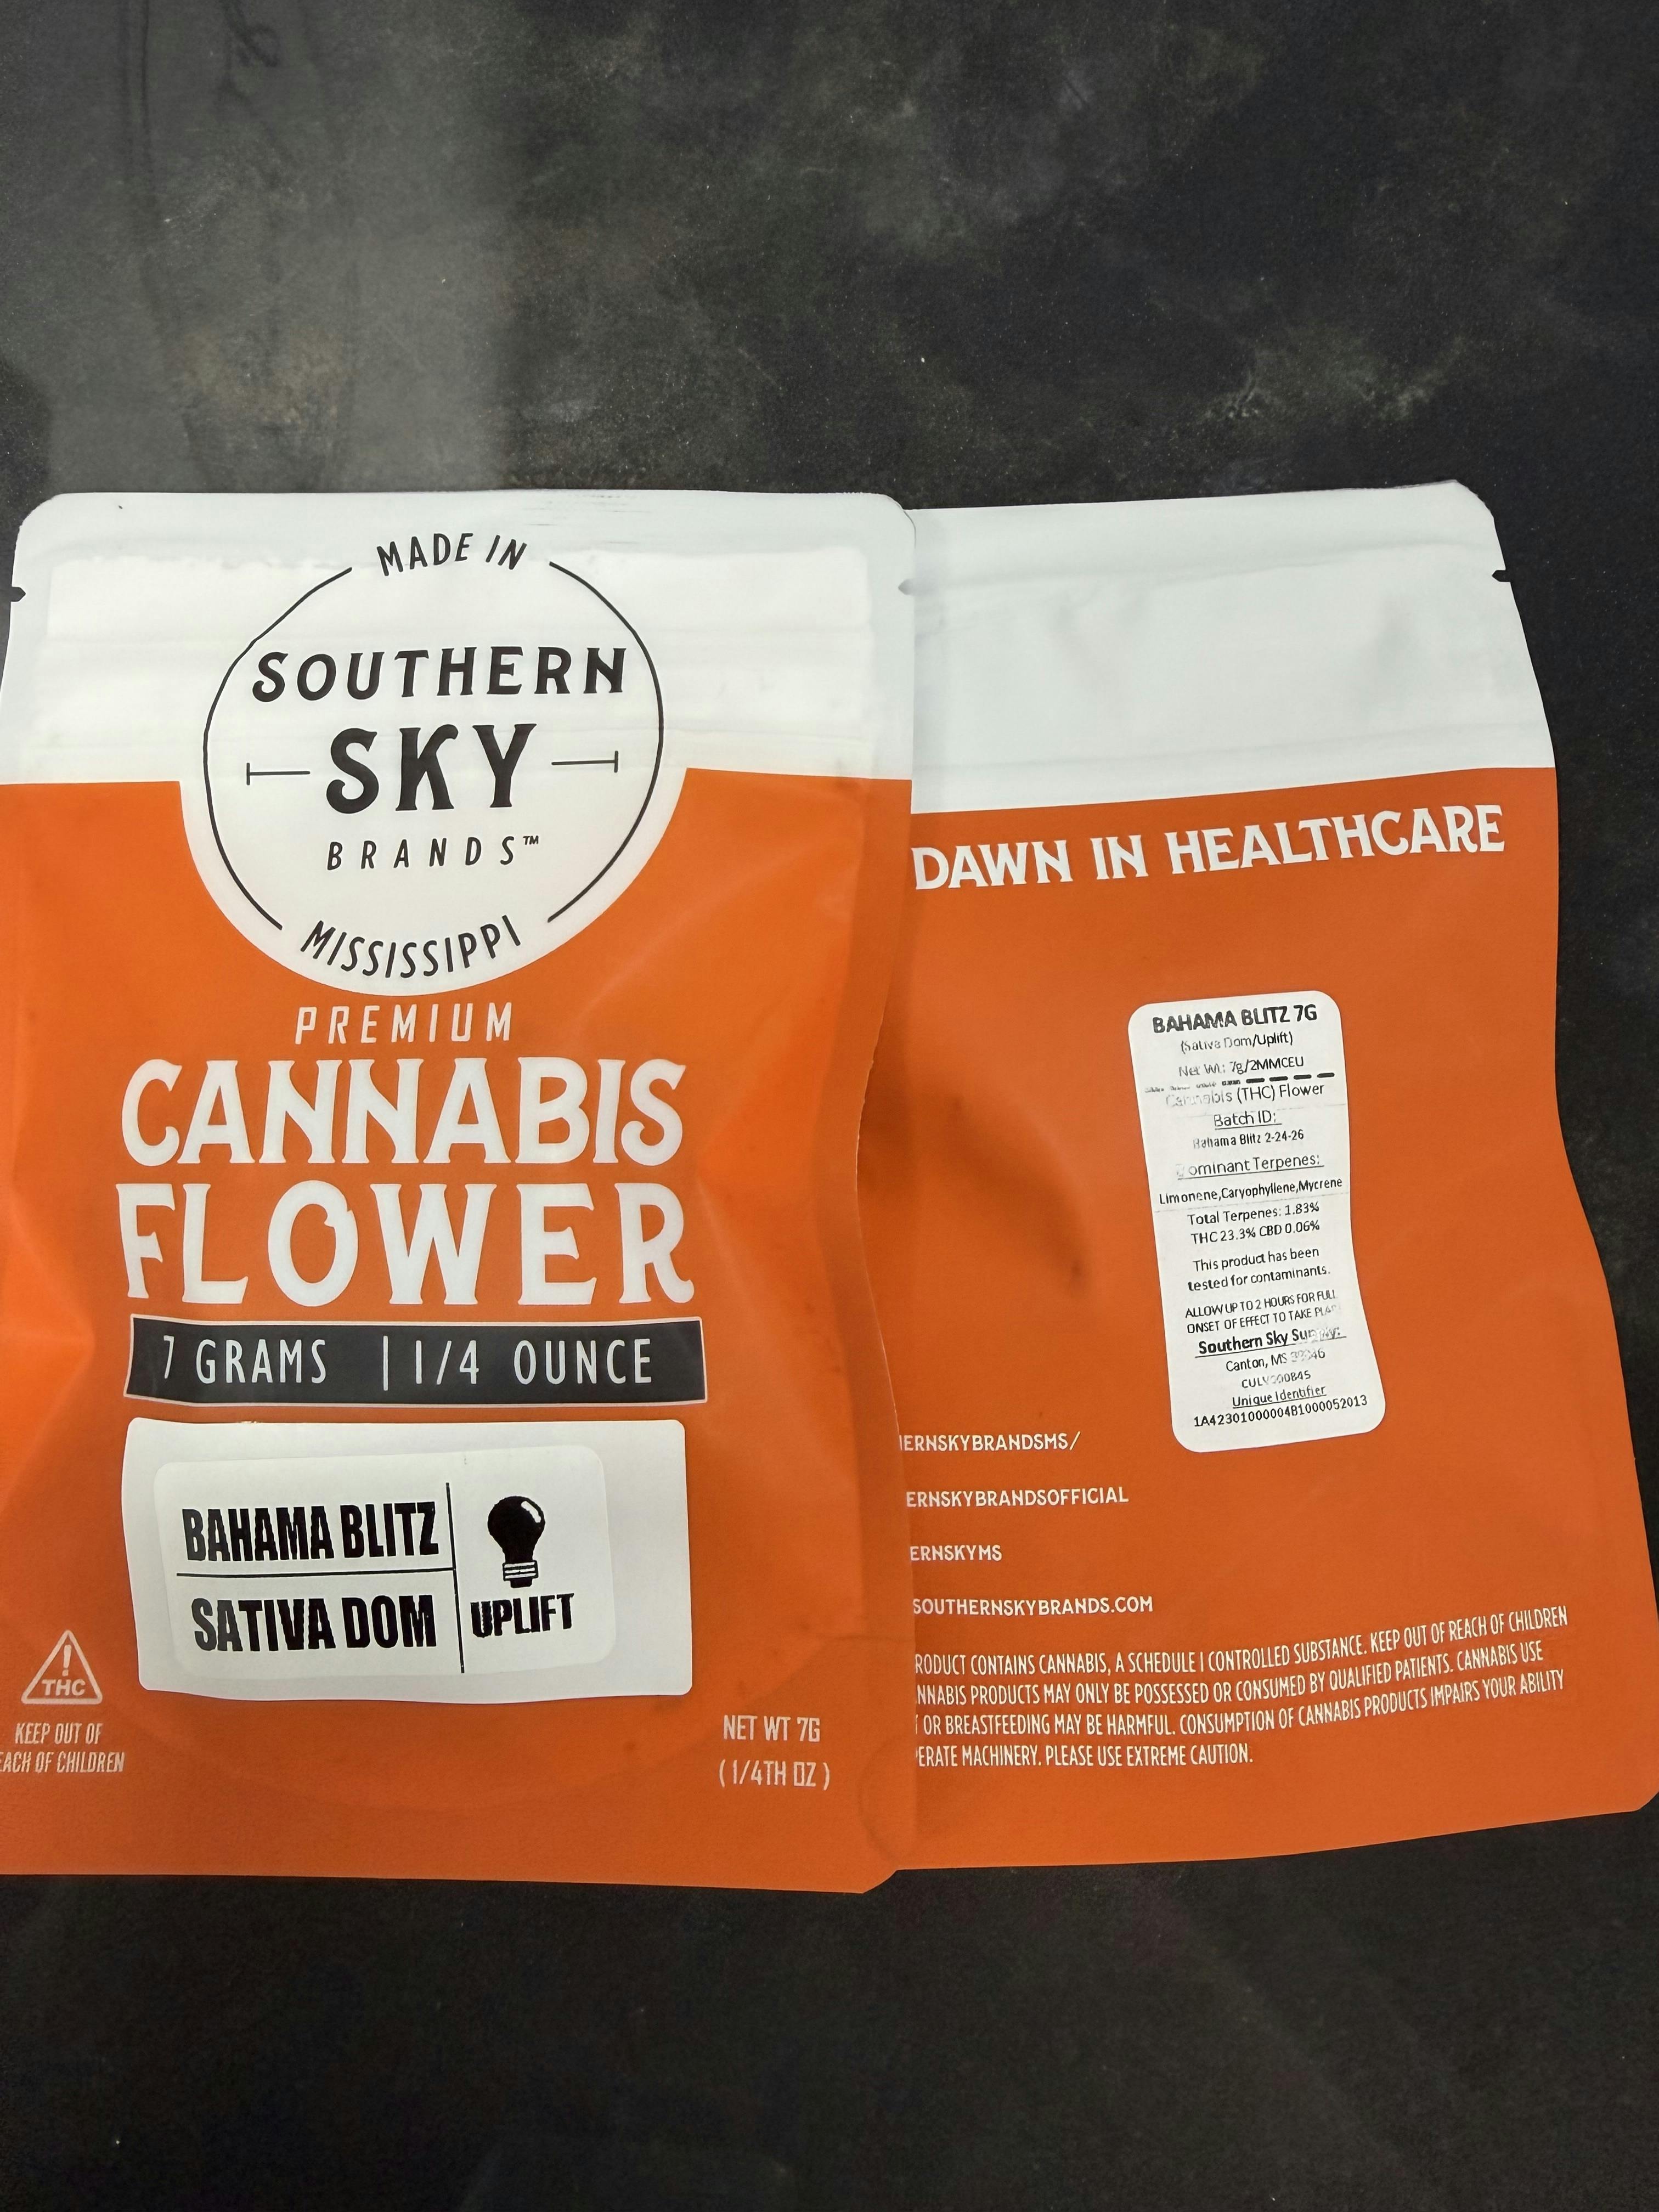 MADE IN
SOUTHERN
SKY
BRANDS™
MISSISSIPPI
PREMIUM
CANNABIS
FLOWER
7 GRAMS | 1/4 OUNCE
BAHAMA BLITZ
SATIVA DOM
UPLIFT
THC
KEEP OUT OF
EACH OF CHILDREN
NET WT 7G
(1/4TH OZ)
DAWN IN HEALTHCARE
BAHAMA BLITZ 7G
(Sativa Dom/Uplift)
Net Wt.: 7g/2MMCEU
Cannabis (THC) Flower
Batch ID:
Bahama Blitz 2-24-26
Dominant Terpenes:
Limonene,Caryophyllene,Mycrene
Total Terpenes: 1.83%
THC 23.3% CBD 0.06%
This product has been
tested for contaminants.
ALLOW UP TO 2 HOURS FOR FULL
ONSET OF EFFECT TO TAKE
Southern Sky
Canton, MS
Unique Identifier
1A42301000004B1000052013
ERNSKYBRANDSMS/
ERNSKYBRANDSOFFICIAL
ERNSKYMS
SOUTHERNSKYBRANDS.COM
RODUCT CONTAINS CANNABIS, A SCHEDULE I CONTROLLED SUBSTANCE. KEEP OUT OF REACH OF CHILDREN
NNABIS PRODUCTS MAY ONLY BE POSSESSED OR CONSUMED BY QUALIFIED PATIENTS. CANNABIS USE
OR BREASTFEEDING MAY BE HARMFUL. CONSUMPTION OF CANNABIS PRODUCTS IMPAIRS YOUR ABILITY
ERATE MACHINERY. PLEASE USE EXTREME CAUTION.